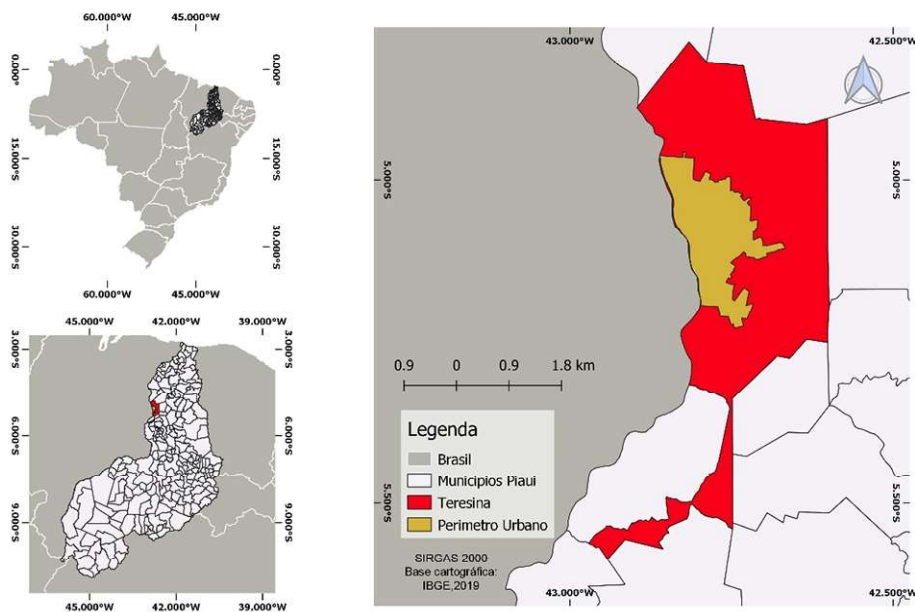 60.000°W 45.000°W
0.000° 0.000°
15.000°S 15.000°S
30.000°S 30.000°S
60.000°W 45.000°W
45.000°W 42.000°W 39.000°W
3.000°S 3.000°S
6.000°S 6.000°S
9.000°S 9.000°S
45.000°W 42.000°W 39.000°W
43.000°W 42.500°W
5.000°S 5.000°S
0.9 0 0.9 1.8 km
Legenda
Brasil
Municipios Piaui
Teresina
Perimetro Urbano
5.500°S 5.500°S
SIRGAS 2000
Base cartográfica:
IBGE,2019
43.000°W 42.500°W